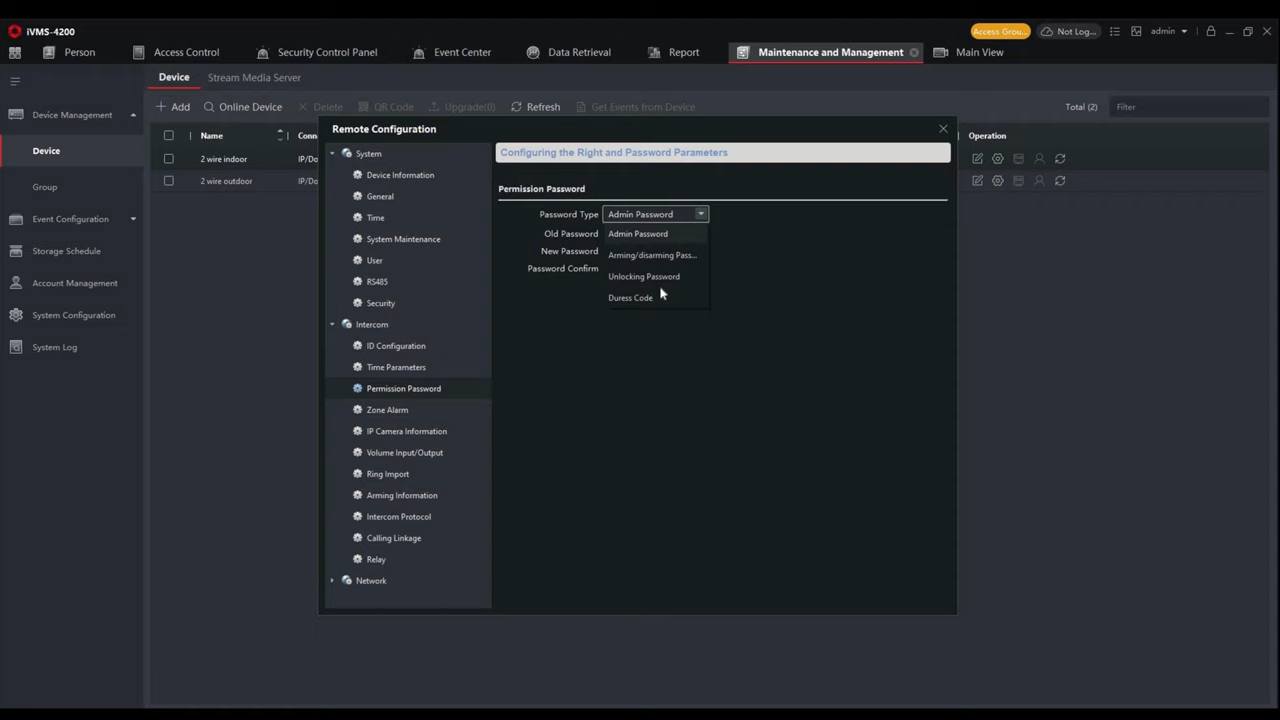 iVMS-4200
Access Grou...
Not Log...
admin
Person
Access Control
Security Control Panel
Event Center
Data Retrieval
Report
Maintenance and Management
Main View
Device
Stream Media Server
Device Management
Device
Group
Event Configuration
Storage Schedule
Account Management
System Configuration
System Log
Add
Online Device
Delete
QR Code
Upgrade(0)
Refresh
Get Events from Device
Total (2)
Filter
Name
Conn
Operation
2 wire indoor
IP/Do
2 wire outdoor
IP/Do
Remote Configuration
System
Device Information
General
Time
System Maintenance
User
RS485
Security
Intercom
ID Configuration
Time Parameters
Permission Password
Zone Alarm
IP Camera Information
Volume Input/Output
Ring Import
Arming Information
Intercom Protocol
Calling Linkage
Relay
Network
Configuring the Right and Password Parameters
Permission Password
Password Type
Admin Password
Old Password
New Password
Password Confirm
Admin Password
Arming/disarming Pass...
Unlocking Password
Duress Code